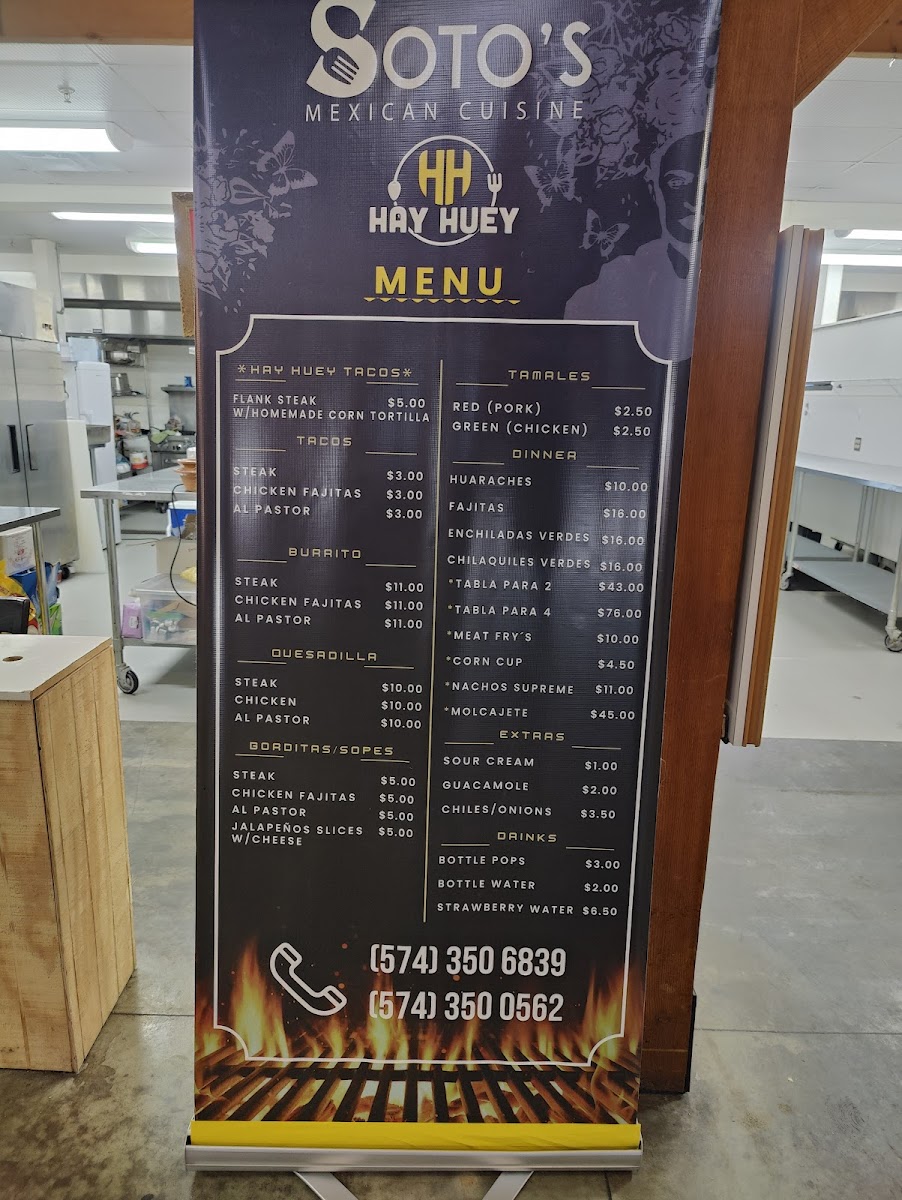 SOTO'S
MEXICAN CUISINE
HH
HAY HUEY
MENU
*HAY HUEY TACOS*
FLANK STEAK $5.00
W/HOMEMADE CORN TORTILLA
TACOS
STEAK $3.00
CHICKEN FAJITAS $3.00
AL PASTOR $3.00
BURRITO
STEAK $11.00
CHICKEN FAJITAS $11.00
AL PASTOR $11.00
QUESADILLA
STEAK $10.00
CHICKEN $10.00
AL PASTOR $10.00
GORDITAS/SOPES
STEAK $5.00
CHICKEN FAJITAS $5.00
AL PASTOR $5.00
JALAPEÑOS SLICES $5.00
W/CHEESE
TAMALES
RED (PORK) $2.50
GREEN (CHICKEN) $2.50
DINNER
HUARACHES $10.00
FAJITAS $16.00
ENCHILADAS VERDES $16.00
CHILAQUILES VERDES $16.00
*TABLA PARA 2 $43.00
*TABLA PARA 4 $76.00
*MEAT FRY´S $10.00
*CORN CUP $4.50
*NACHOS SUPREME $11.00
*MOLCAJETE $45.00
EXTRAS
SOUR CREAM $1.00
GUACAMOLE $2.00
CHILES/ONIONS $3.50
DRINKS
BOTTLE POPS $3.00
BOTTLE WATER $2.00
STRAWBERRY WATER $6.50
(574) 350 6839
(574) 350 0562